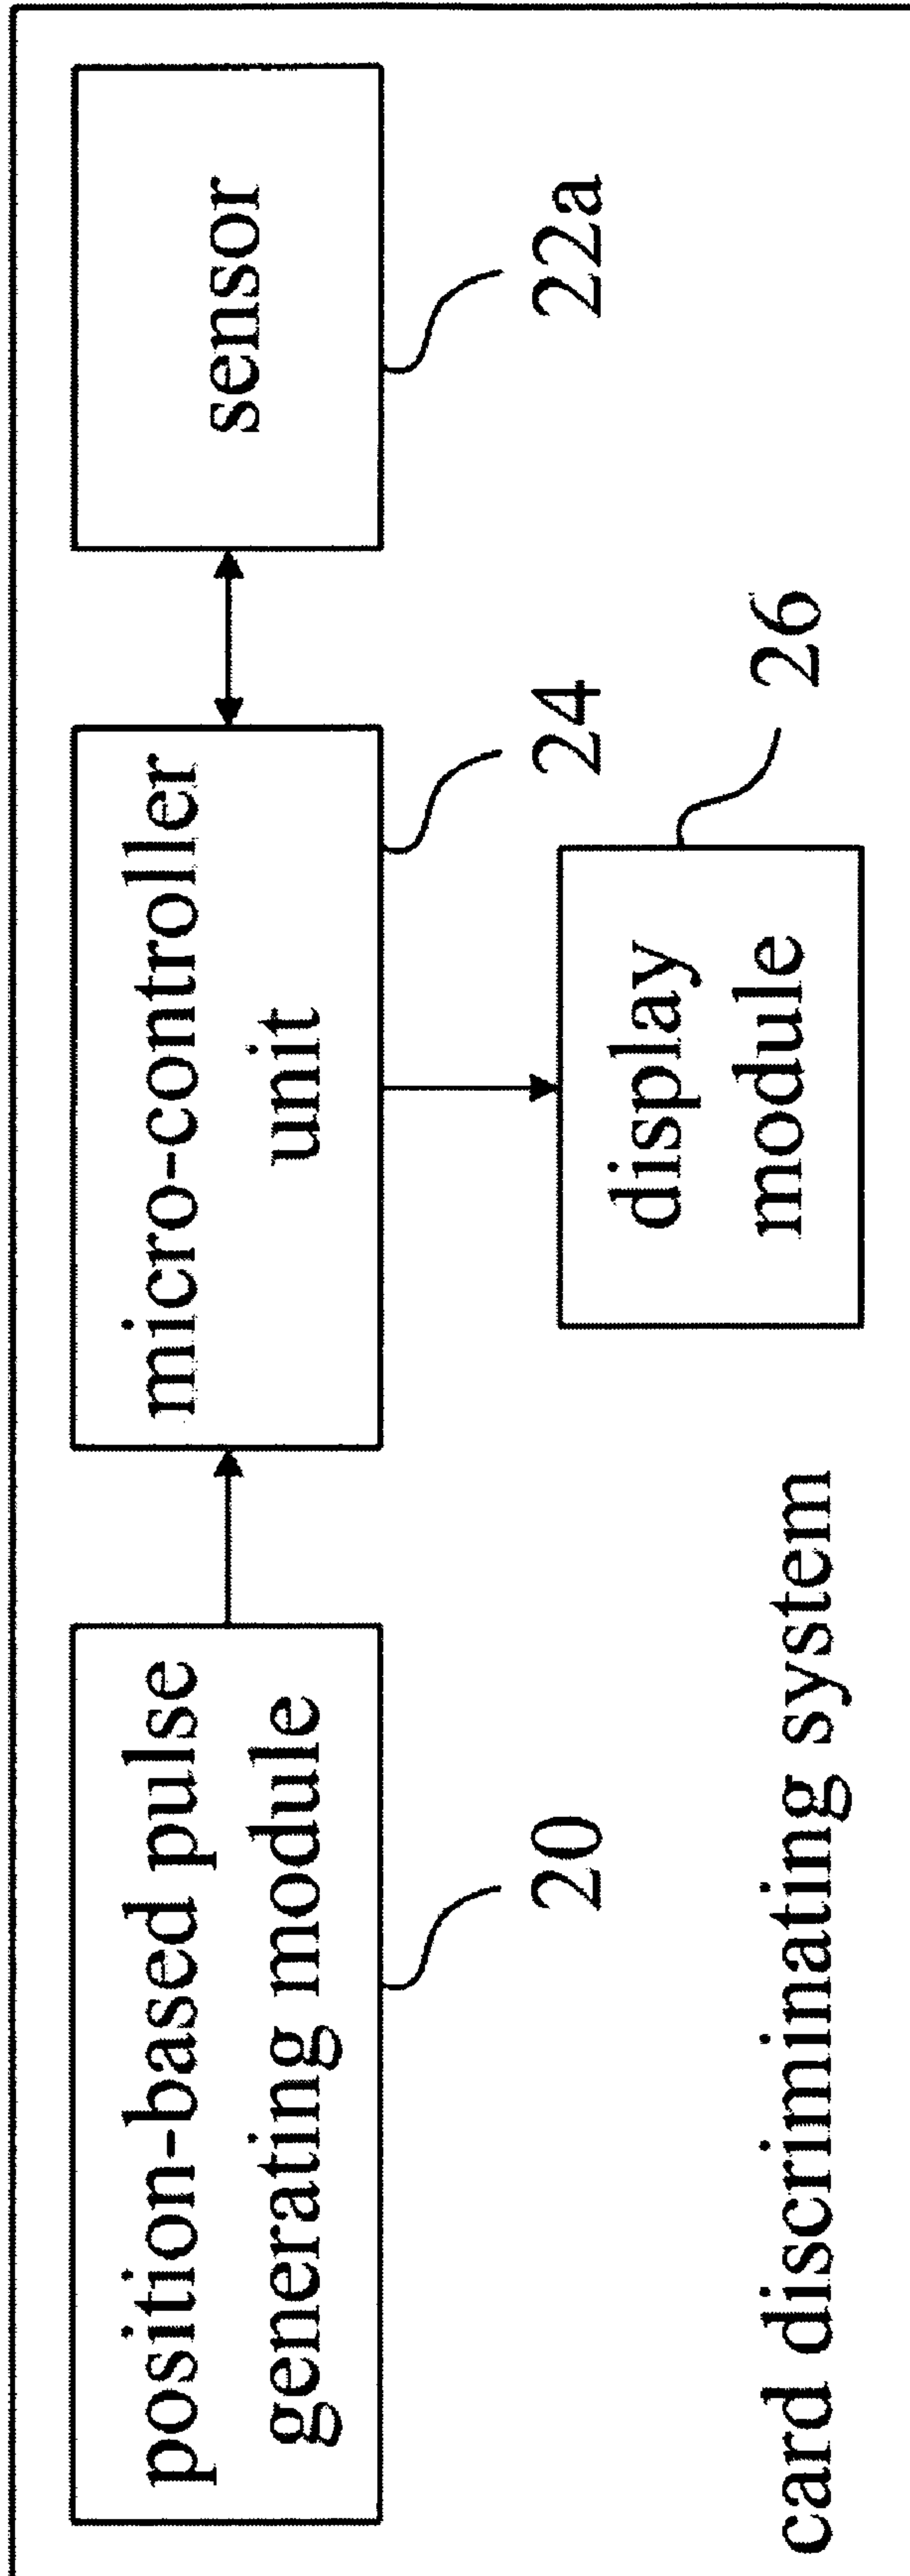 position-based pulse
generating module
20
micro-controller
unit
24
sensor
22a
display
module
26
card discriminating system